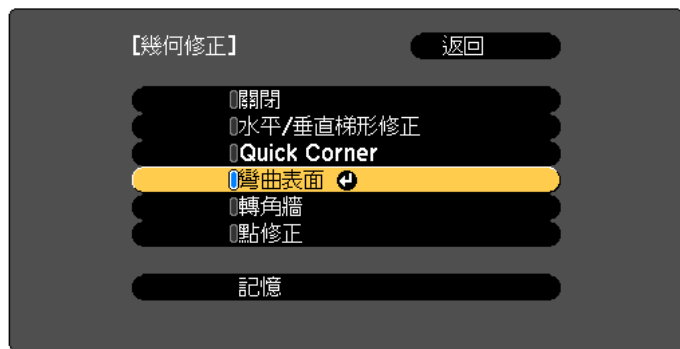 [幾何修正] 返回
關閉
水平/垂直梯形修正
Quick Corner
彎曲表面
轉角牆
點修正
記憶